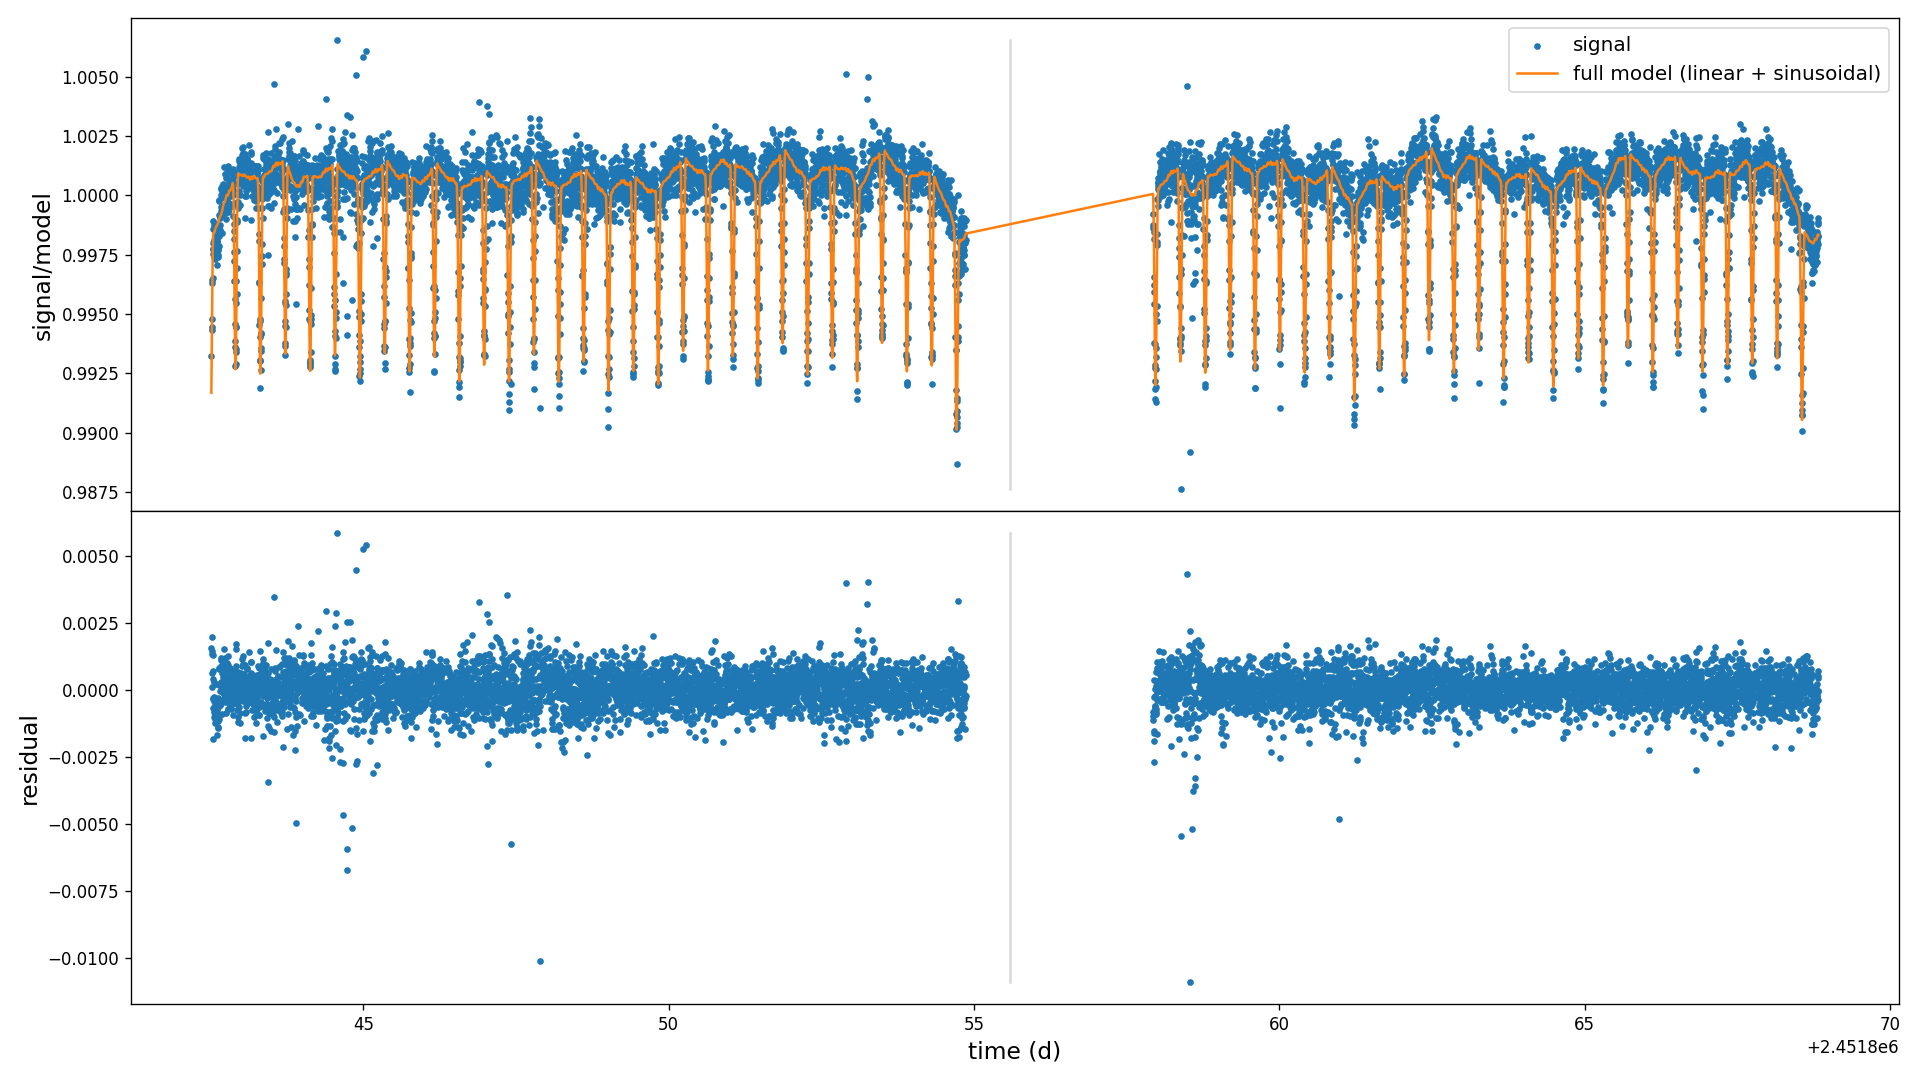 signal
full model (linear + sinusoidal)
signal/model
1.0050
1.0025
1.0000
0.9975
0.9950
0.9925
0.9900
0.9875
residual
0.0050
0.0025
0.0000
−0.0025
−0.0050
−0.0075
−0.0100
45 50 55 60 65 70
time (d)
+2.4518e6